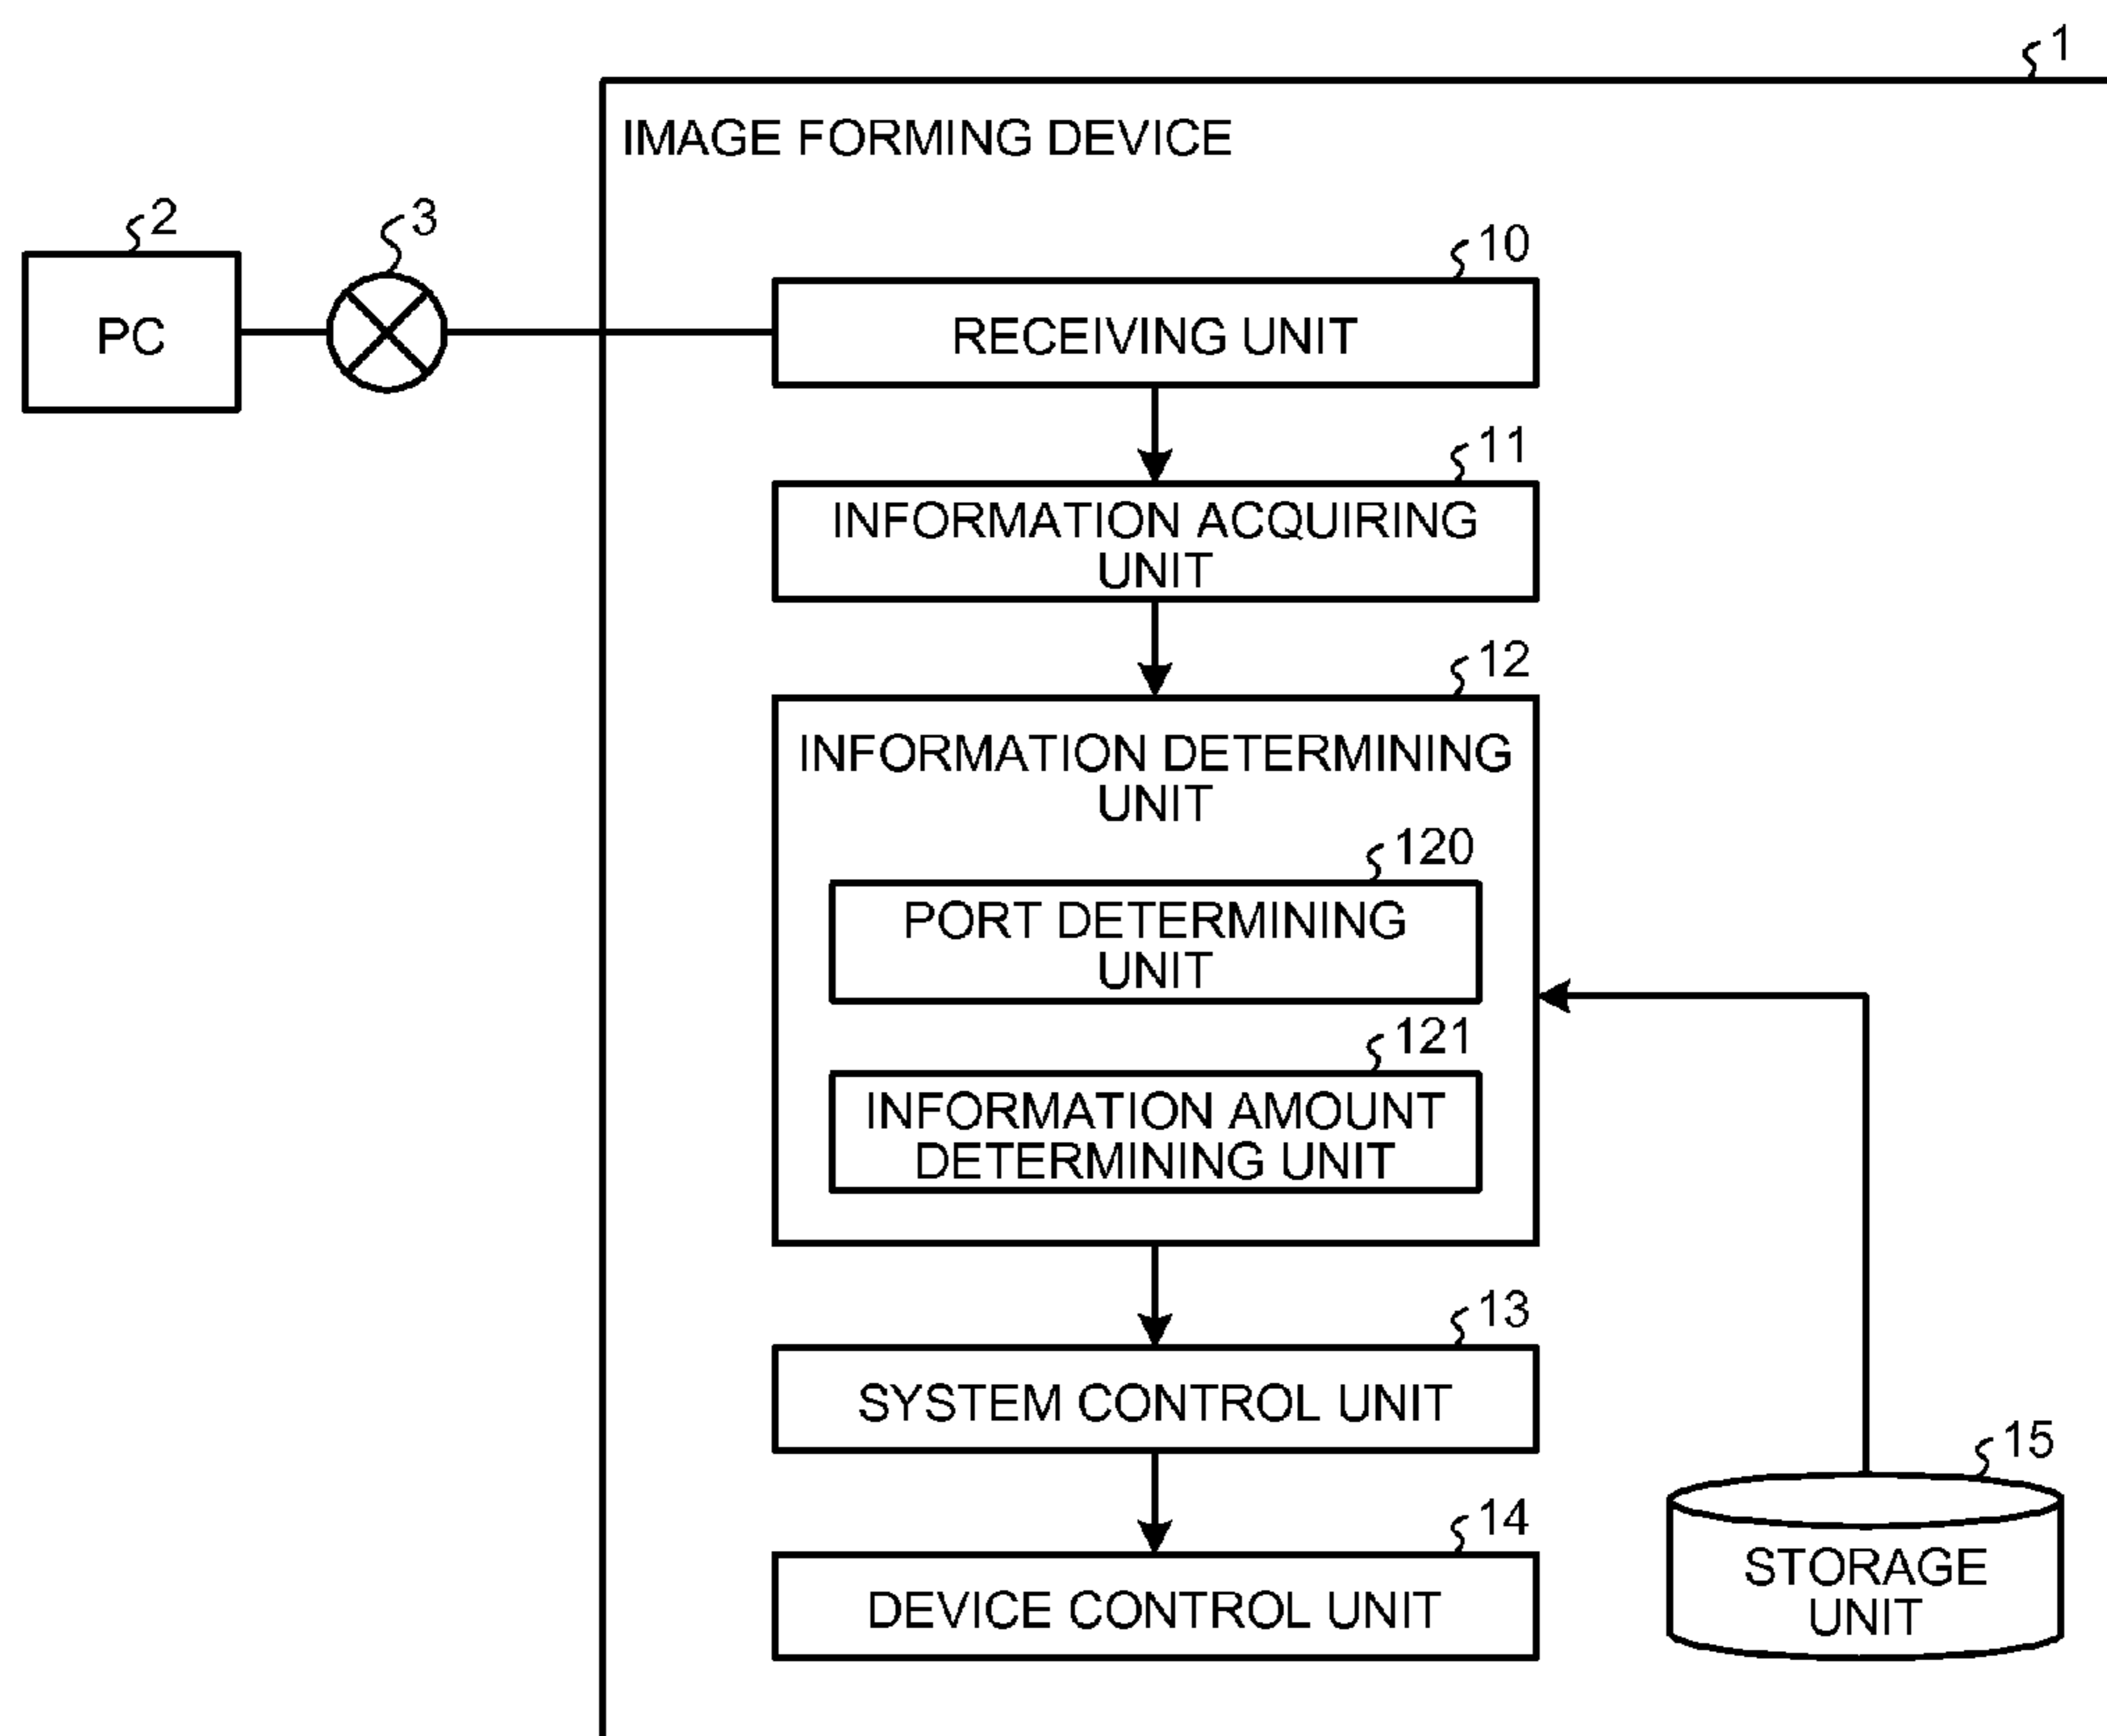 1
IMAGE FORMING DEVICE
2
3
PC
10
RECEIVING UNIT
11
INFORMATION ACQUIRING
UNIT
12
INFORMATION DETERMINING
UNIT
120
PORT DETERMINING
UNIT
121
INFORMATION AMOUNT
DETERMINING UNIT
13
SYSTEM CONTROL UNIT
14
DEVICE CONTROL UNIT
15
STORAGE
UNIT